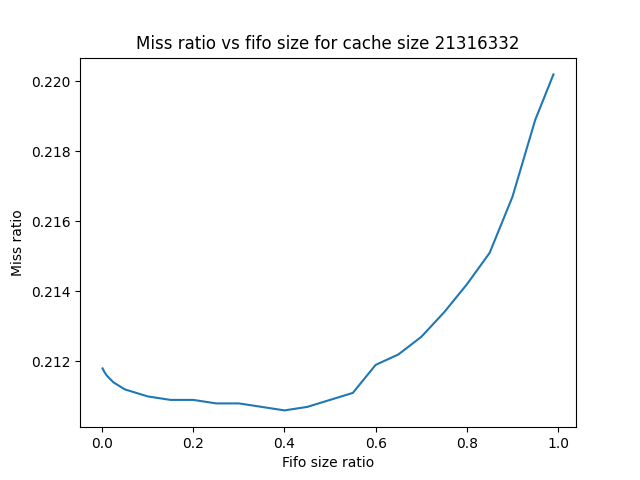 Miss ratio vs fifo size for cache size 21316332
0.220
0.218
0.216
0.214
0.212
Miss ratio
0.0 0.2 0.4 0.6 0.8 1.0
Fifo size ratio